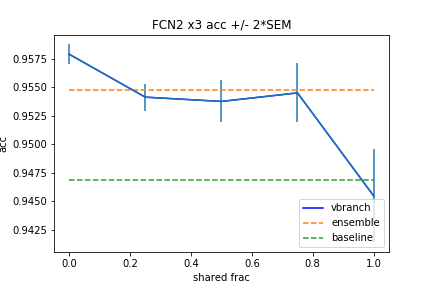 FCN2 x3 acc +/- 2*SEM
0.9575
0.9550
0.9525
0.9500
0.9475
0.9450
0.9425
acc
0.0
0.2
0.4
0.6
0.8
1.0
shared frac
vbranch
ensemble
baseline